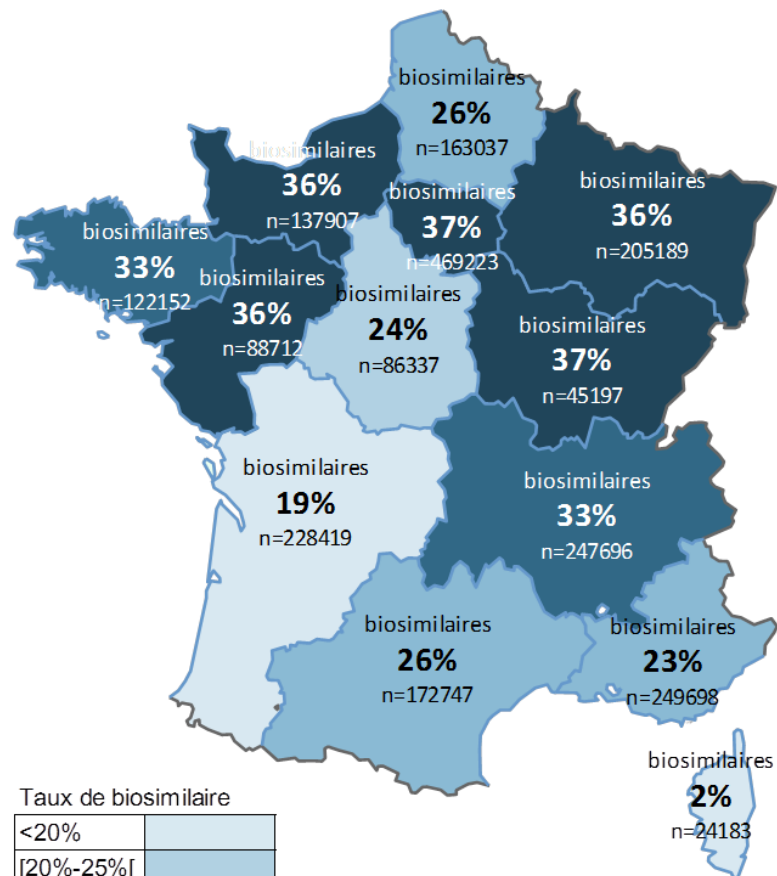 biosimilaires
26%
n=163037
biosimilaires
36%
n=137907
biosimilaires
37%
n=469223
biosimilaires
36%
n=205189
biosimilaires
33%
n=122152
biosimilaires
36%
n=88712
biosimilaires
24%
n=86337
biosimilaires
37%
n=45197
biosimilaires
19%
n=228419
biosimilaires
33%
n=247696
biosimilaires
26%
n=172747
biosimilaires
23%
n=249698
biosimilaires
2%
n=24183
Taux de biosimilaire
<20%
[20%-25%[